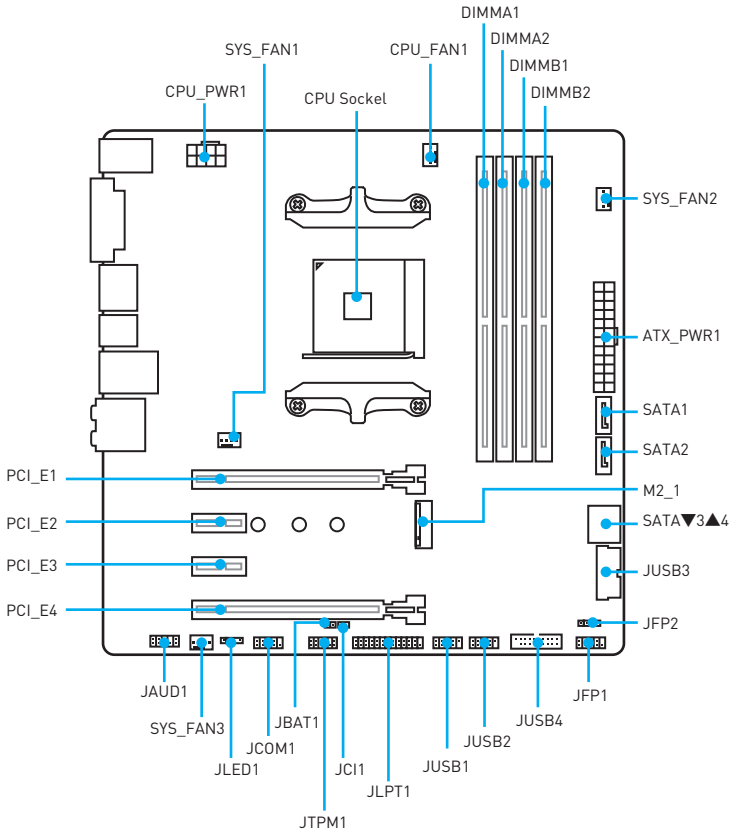 DIMMA1
DIMMA2
SYS_FAN1
CPU_FAN1
DIMMB1
CPU_PWR1
DIMMB2
CPU Sockel
SYS_FAN2
ATX_PWR1
SATA1
SATA2
PCI_E1
M2_1
PCI_E2
SATA▼3▲4
PCI_E3
JUSB3
PCI_E4
JFP2
JAUD1
JFP1
SYS_FAN3
JBAT1
JUSB4
JCOM1
JUSB2
JLED1
JCI1
JUSB1
JLPT1
JTPM1